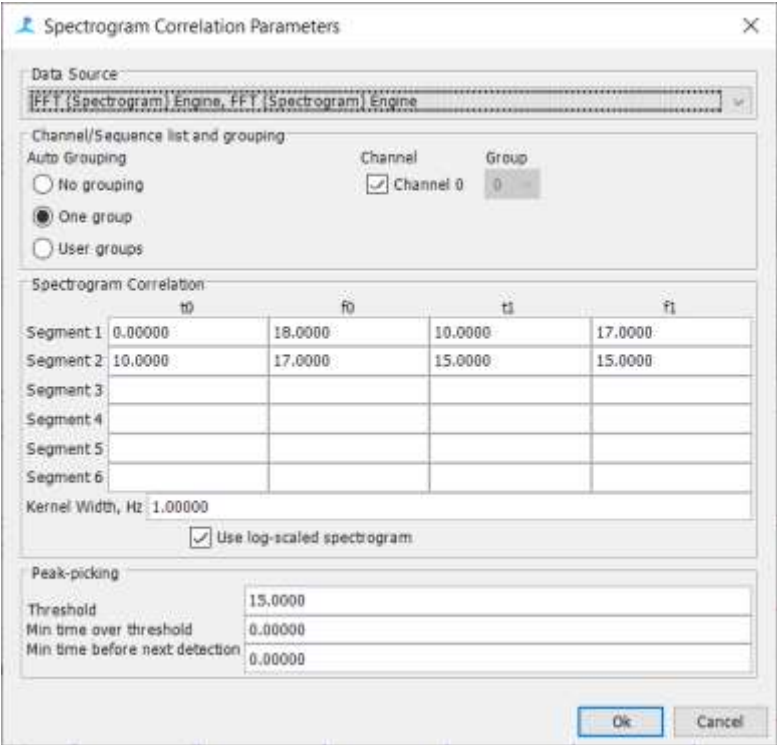 Spectrogram Correlation Parameters
Data Source
FFT (Spectrogram) Engine, FFT (Spectrogram) Engine
Channel/Sequence list and grouping
Auto Grouping Channel Group
No grouping Channel 0 0
One group
User groups
Spectrogram Correlation
t0 f0 t1 f1
Segment 1 0.00000 18.0000 10.0000 17.0000
Segment 2 10.0000 17.0000 15.0000 15.0000
Segment 3
Segment 4
Segment 5
Segment 6
Kernel Width, Hz 1.00000
Use log-scaled spectrogram
Peak-picking
Threshold 15.0000
Min time over threshold 0.00000
Min time before next detection 0.00000
Ok Cancel